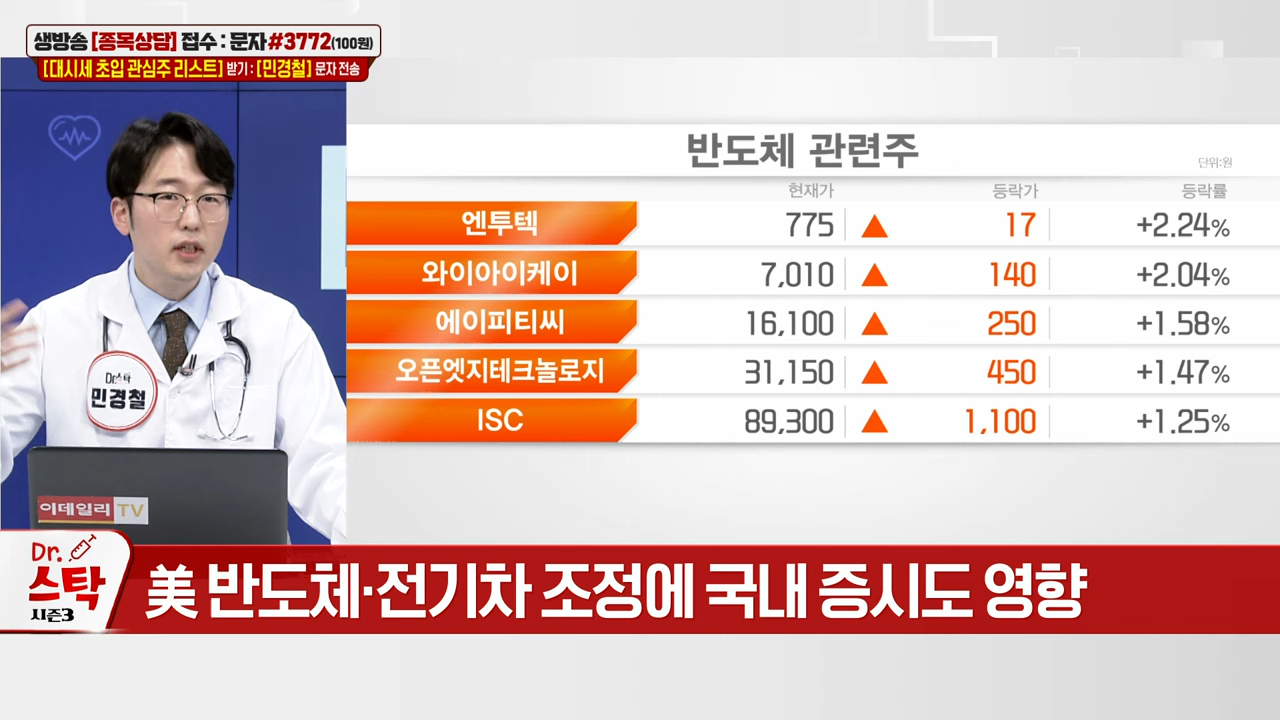 생방송 [종목상담] 접수 : 문자 #3772(100원)
[대시세 초입 관심주 리스트] 받기 : [민경철] 문자 전송
반도체 관련주
단위:원
현재가 등락가 등락률
엔투텍 775 ▲ 17 +2.24%
와이아이케이 7,010 ▲ 140 +2.04%
에이피티씨 16,100 ▲ 250 +1.58%
오픈엣지테크놀로지 31,150 ▲ 450 +1.47%
ISC 89,300 ▲ 1,100 +1.25%
Dr.스탁
민경철
이데일리 TV
Dr.
스탁
시즌3
美 반도체·전기차 조정에 국내 증시도 영향